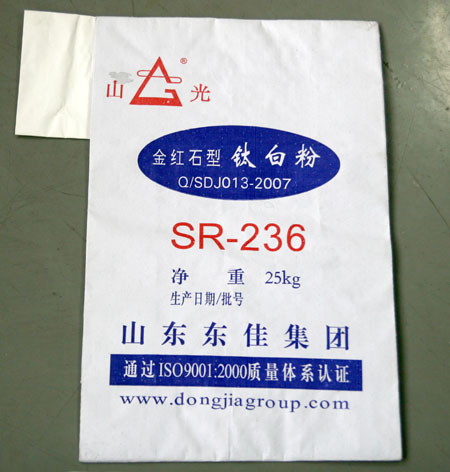 山 ® 光
金红石型 钛白粉
Q/SDJ013-2007
SR-236
净 重 25kg
生产日期/批号
山东东佳集团
通过ISO9001:2000质量体系认证
www.dongjiagroup.com